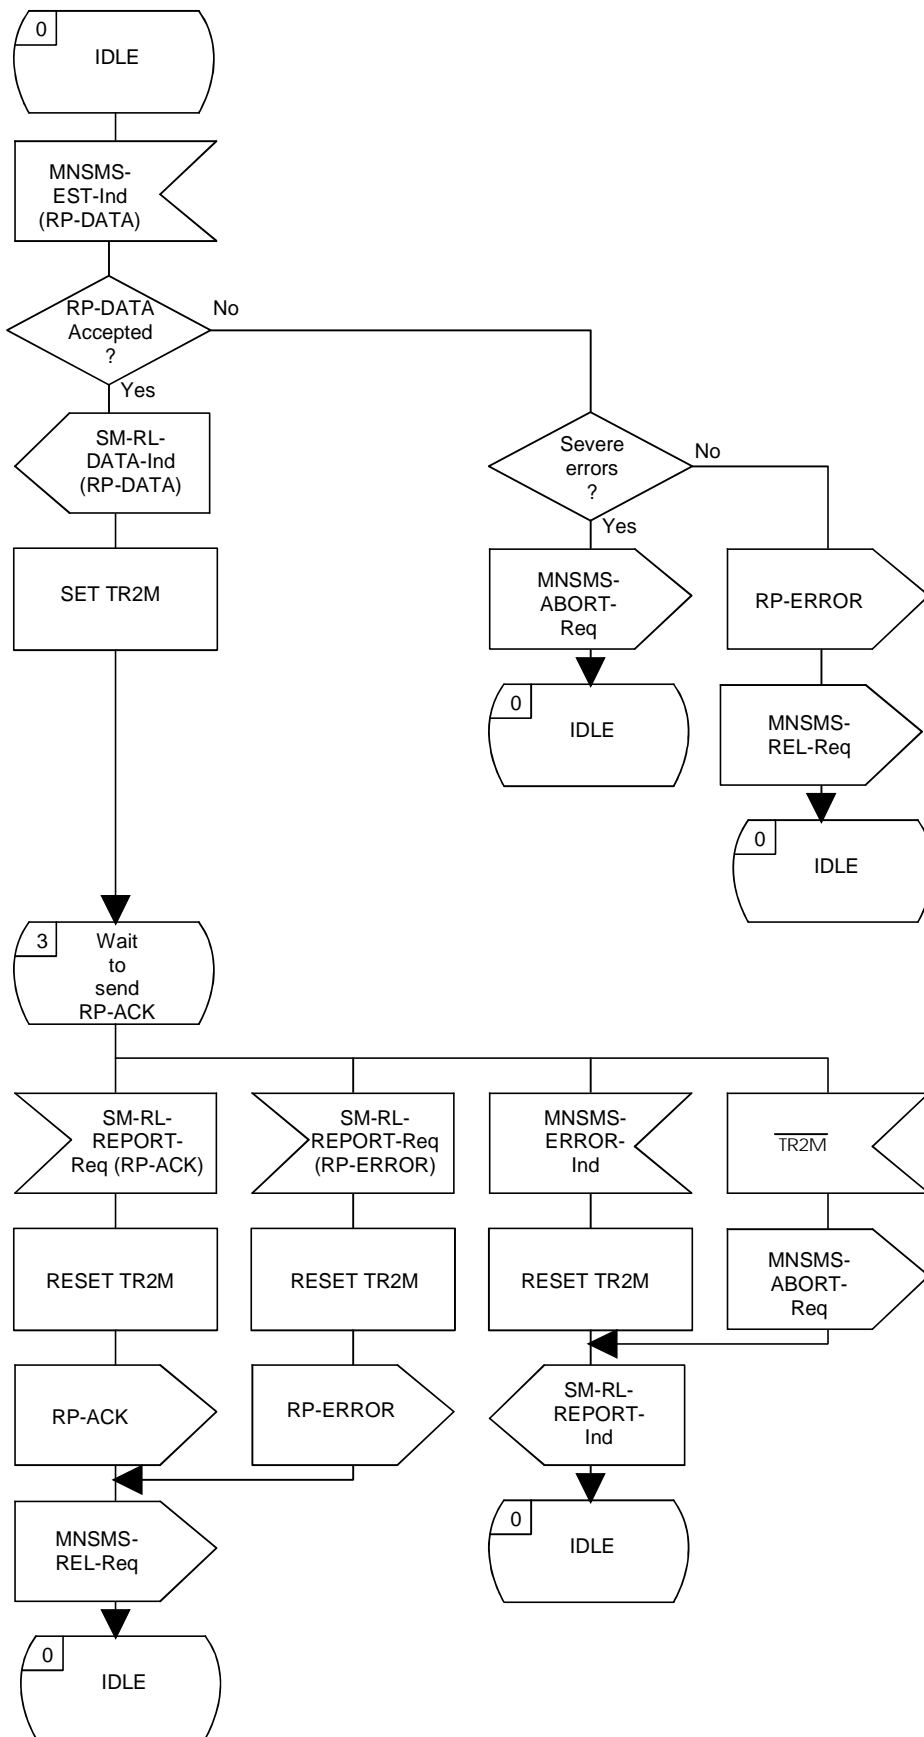 0
IDLE
MNSMS-
EST-Ind
(RP-DATA)
RP-DATA
Accepted
?
No
Yes
SM-RL-
DATA-Ind
(RP-DATA)
Severe
errors
?
No
Yes
SET TR2M
MNSMS-
ABORT-
Req
RP-ERROR
0
IDLE
MNSMS-
REL-Req
0
IDLE
3
Wait
to
send
RP-ACK
SM-RL-
REPORT-
Req (RP-ACK)
SM-RL-
REPORT-Req
(RP-ERROR)
MNSMS-
ERROR-
Ind
TR2M
RESET TR2M
RESET TR2M
RESET TR2M
MNSMS-
ABORT-
Req
RP-ACK
RP-ERROR
SM-RL-
REPORT-
Ind
MNSMS-
REL-Req
0
IDLE
0
IDLE